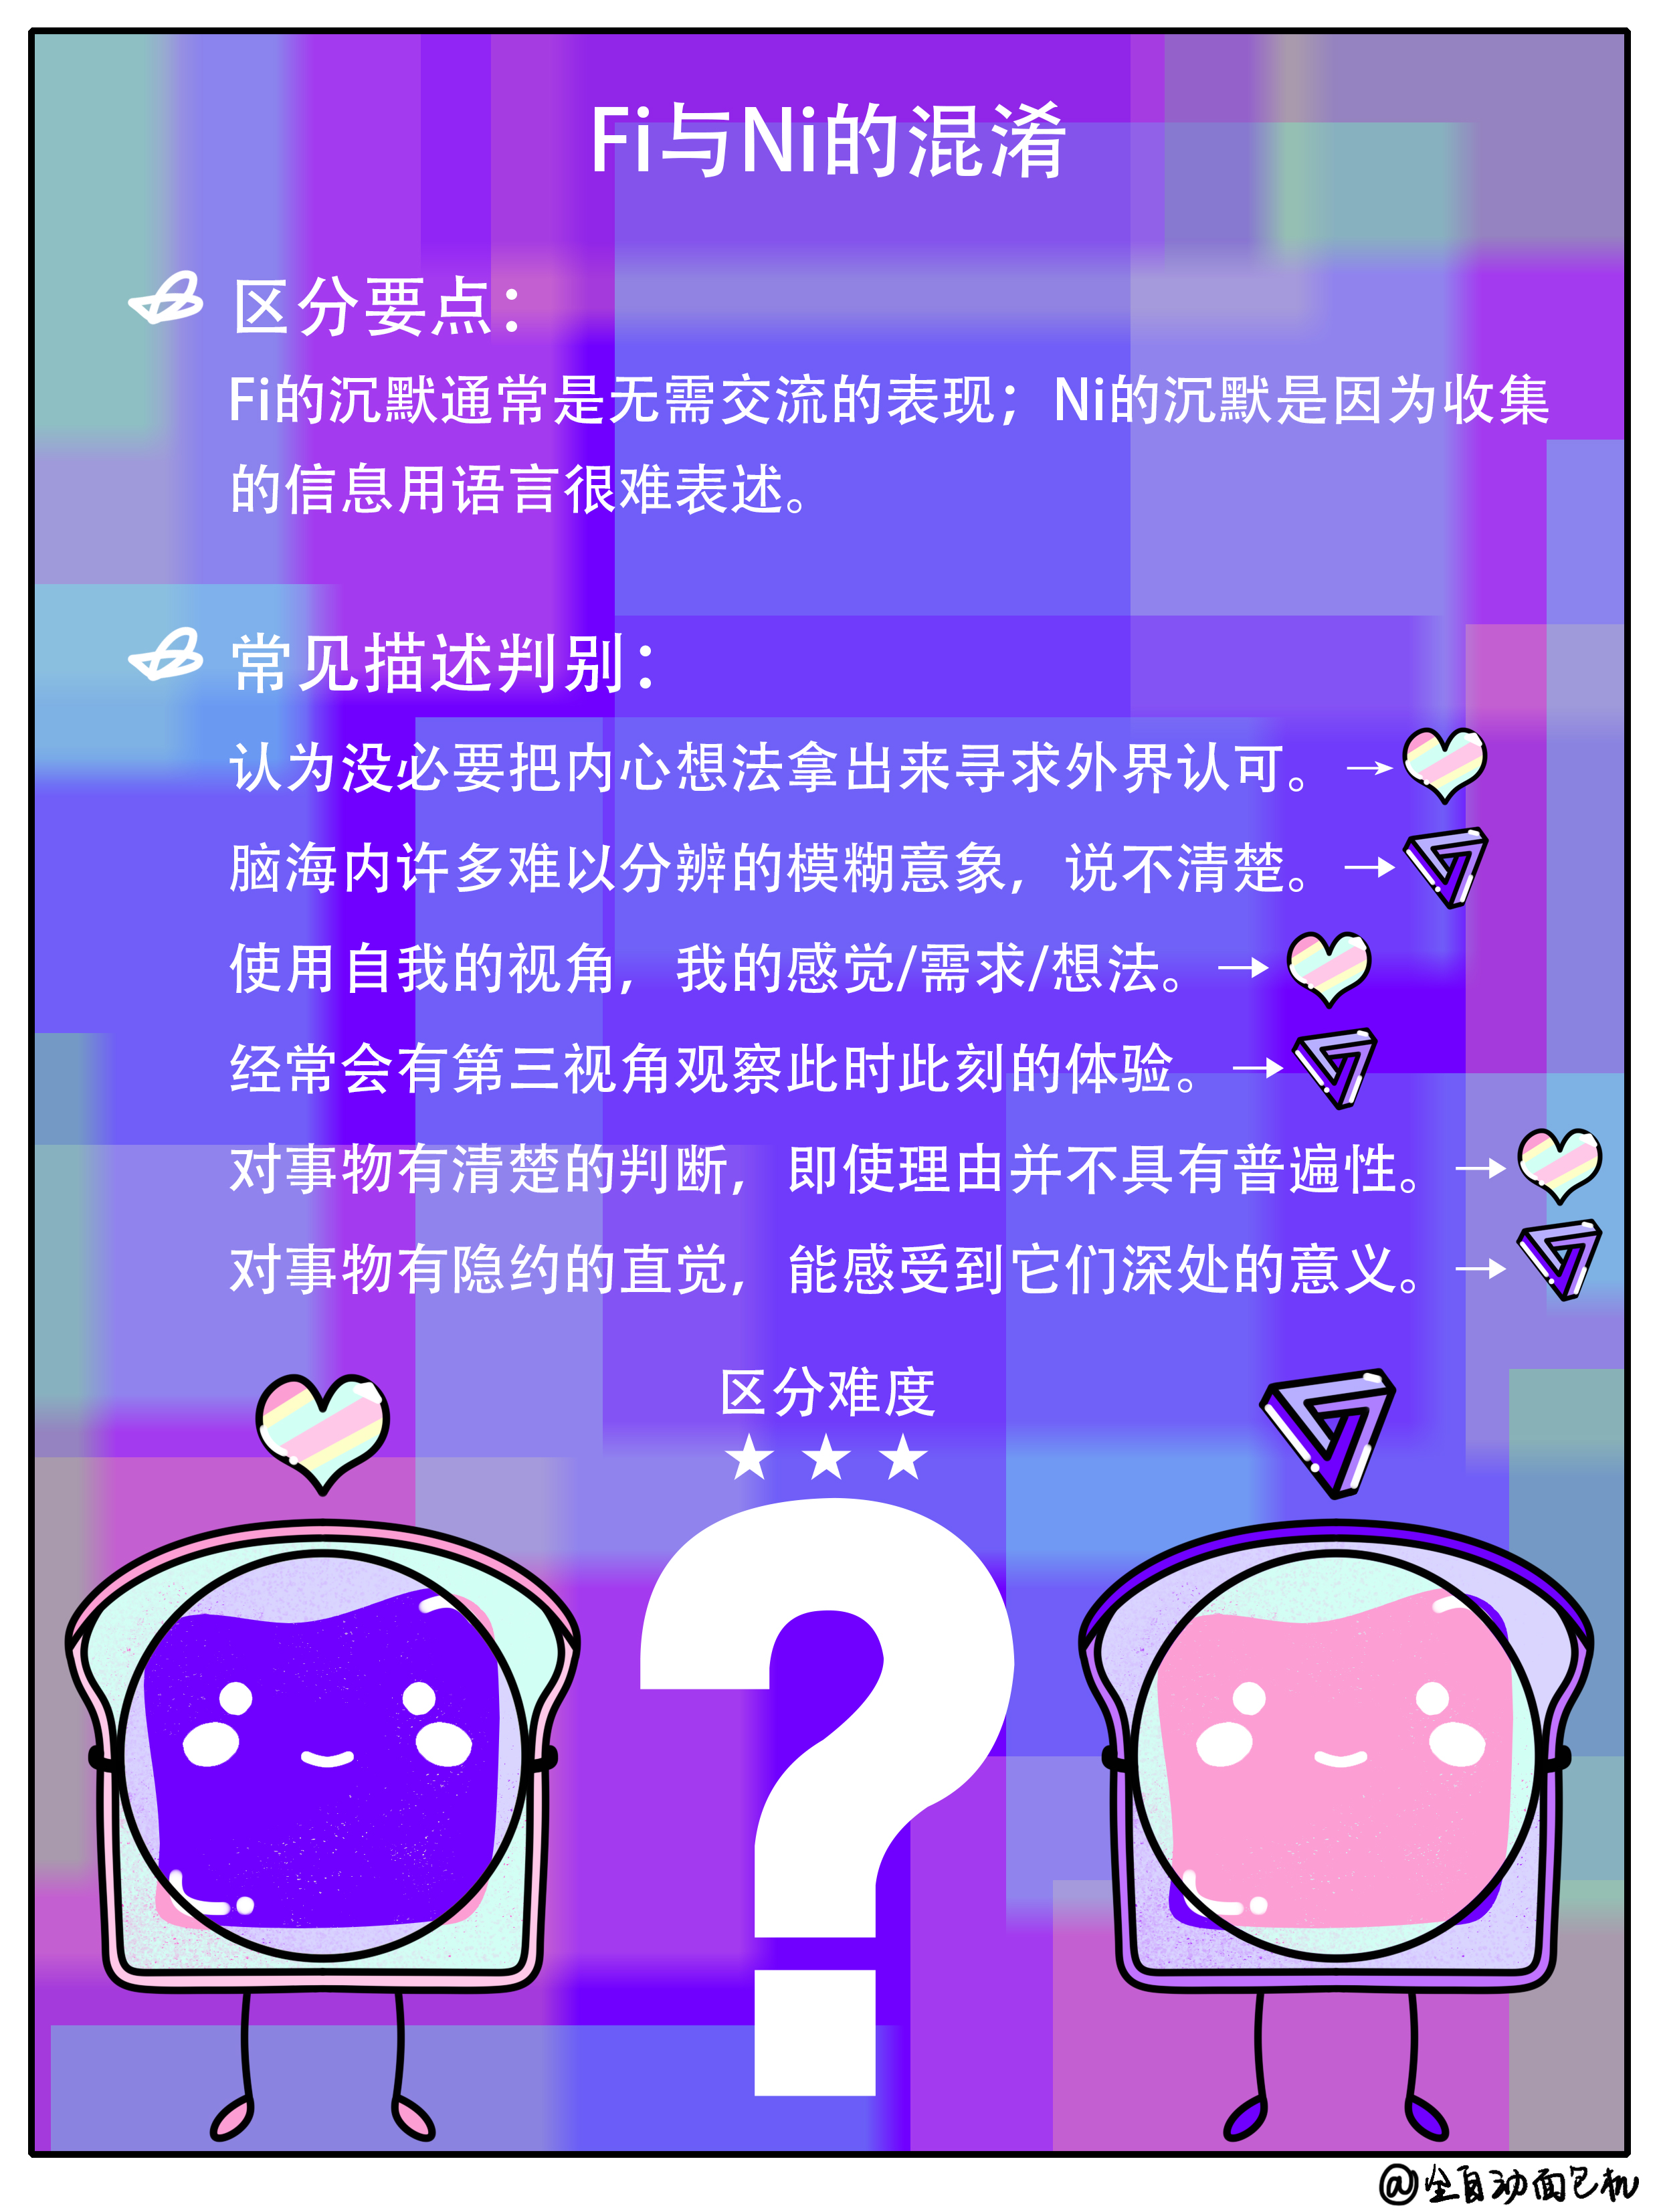 Fi与Ni的混淆
区分要点：
Fi的沉默通常是无需交流的表现；Ni的沉默是因为收集
的信息用语言很难表述。
常见描述判别：
认为没必要把内心想法拿出来寻求外界认可。→
脑海内许多难以分辨的模糊意象，说不清楚。→
使用自我的视角，我的感觉/需求/想法。→
经常会有第三视角观察此时此刻的体验。→
对事物有清楚的判断，即使理由并不具有普遍性。→
对事物有隐约的直觉，能感受到它们深处的意义。→
区分难度
★★★
?
@全自动面包机